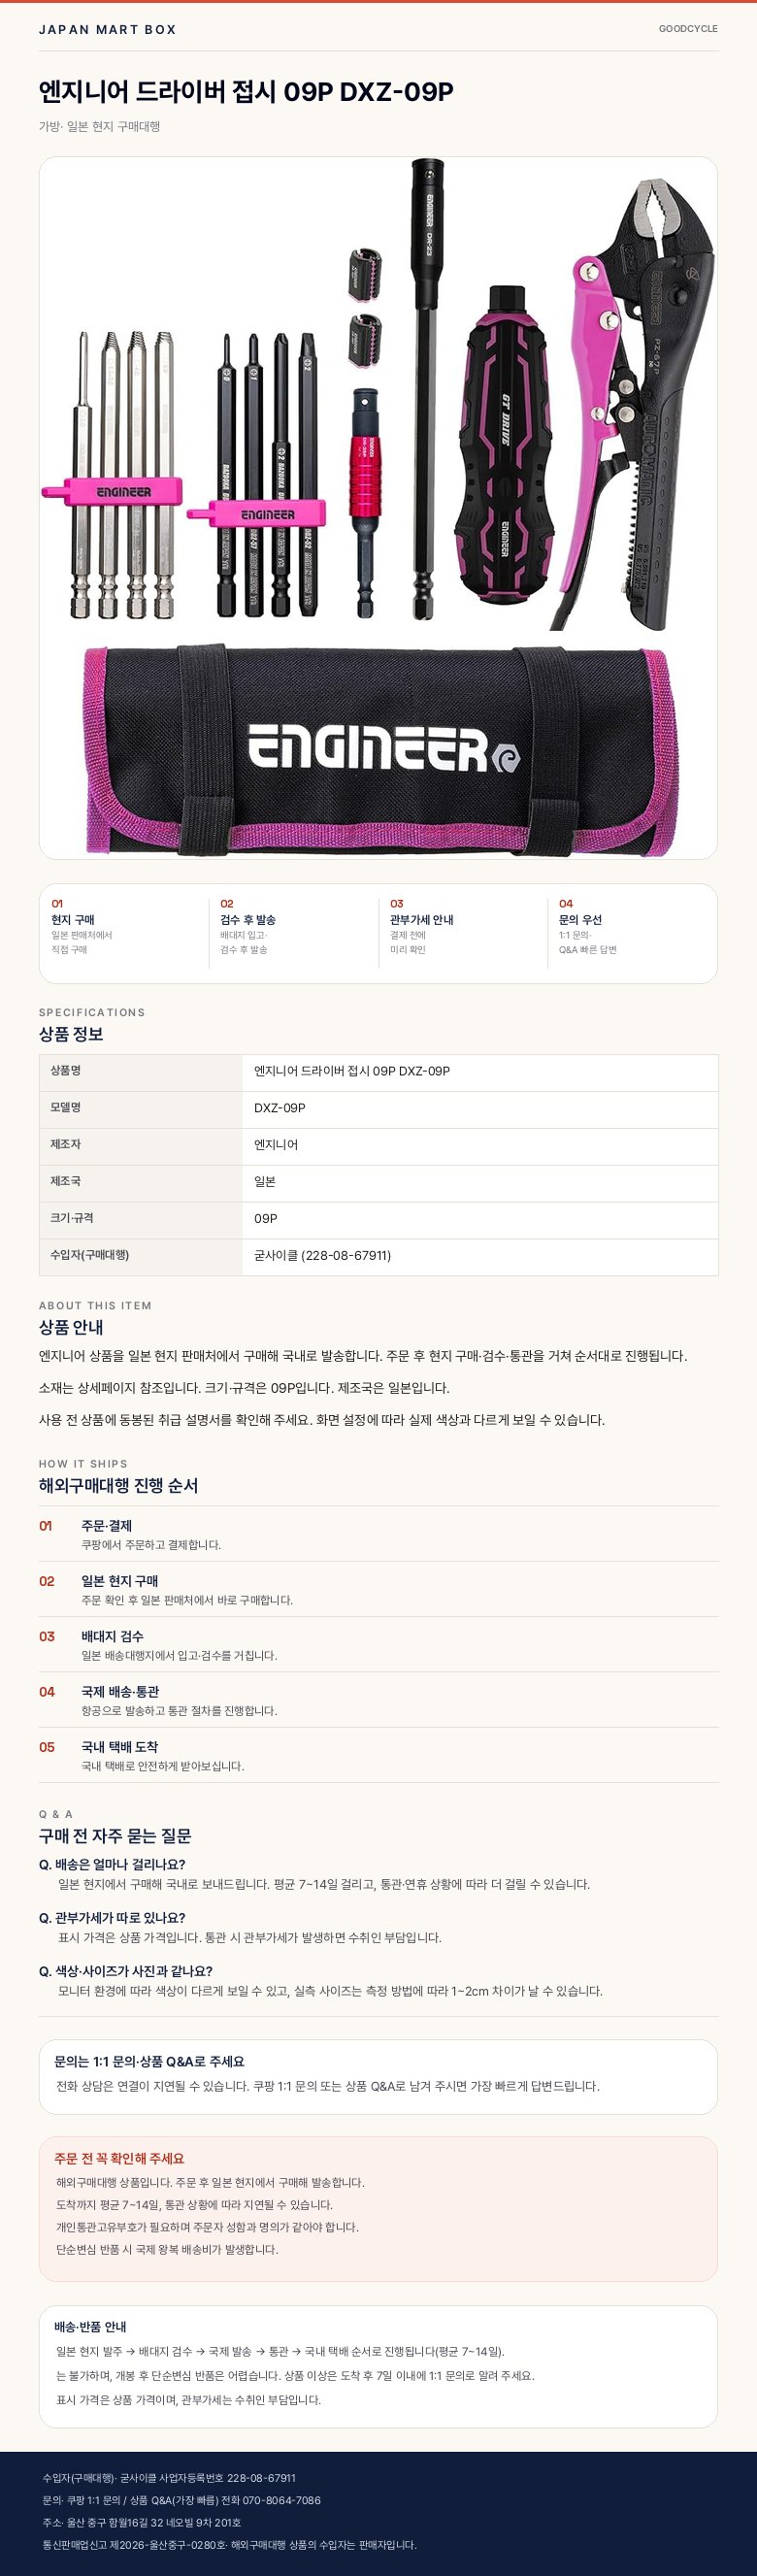 JAPAN MART BOX
GOODCYCLE
엔지니어 드라이버 접시 09P DXZ-09P
가방· 일본 현지 구매대행
ENGINEER DR-23
GT DRIVE
ENGINEER
ENGINEER
ENGINEER
ENGINEER
01
현지 구매
일본 판매처에서
직접 구매
02
검수 후 발송
배대지 입고·
검수 후 발송
03
관부가세 안내
결제 전에
미리 확인
04
문의 우선
1:1 문의·
Q&A 빠른 답변
SPECIFICATIONS
상품 정보
상품명 엔지니어 드라이버 접시 09P DXZ-09P
모델명 DXZ-09P
제조자 엔지니어
제조국 일본
크기·규격 09P
수입자(구매대행) 굳사이클 (228-08-67911)
ABOUT THIS ITEM
상품 안내
엔지니어 상품을 일본 현지 판매처에서 구매해 국내로 발송합니다. 주문 후 현지 구매·검수·통관을 거쳐 순서대로 진행됩니다.
소재는 상세페이지 참조입니다. 크기·규격은 09P입니다. 제조국은 일본입니다.
사용 전 상품에 동봉된 취급 설명서를 확인해 주세요. 화면 설정에 따라 실제 색상과 다르게 보일 수 있습니다.
HOW IT SHIPS
해외구매대행 진행 순서
01 주문·결제
쿠팡에서 주문하고 결제합니다.
02 일본 현지 구매
주문 확인 후 일본 판매처에서 바로 구매합니다.
03 배대지 검수
일본 배송대행지에서 입고·검수를 거칩니다.
04 국제 배송·통관
항공으로 발송하고 통관 절차를 진행합니다.
05 국내 택배 도착
국내 택배로 안전하게 받아보십니다.
Q & A
구매 전 자주 묻는 질문
Q. 배송은 얼마나 걸리나요?
일본 현지에서 구매해 국내로 보내드립니다. 평균 7~14일 걸리고, 통관·연휴 상황에 따라 더 걸릴 수 있습니다.
Q. 관부가세가 따로 있나요?
표시 가격은 상품 가격입니다. 통관 시 관부가세가 발생하면 수취인 부담입니다.
Q. 색상·사이즈가 사진과 같나요?
모니터 환경에 따라 색상이 다르게 보일 수 있고, 실측 사이즈는 측정 방법에 따라 1~2cm 차이가 날 수 있습니다.
문의는 1:1 문의·상품 Q&A로 주세요
전화 상담은 연결이 지연될 수 있습니다. 쿠팡 1:1 문의 또는 상품 Q&A로 남겨 주시면 가장 빠르게 답변드립니다.
주문 전 꼭 확인해 주세요
해외구매대행 상품입니다. 주문 후 일본 현지에서 구매해 발송합니다.
도착까지 평균 7~14일, 통관 상황에 따라 지연될 수 있습니다.
개인통관고유부호가 필요하며 주문자 성함과 명의가 같아야 합니다.
단순변심 반품 시 국제 왕복 배송비가 발생합니다.
배송·반품 안내
일본 현지 발주 → 배대지 검수 → 국제 발송 → 통관 → 국내 택배 순서로 진행됩니다(평균 7~14일).
는 불가하며, 개봉 후 단순변심 반품은 어렵습니다. 상품 이상은 도착 후 7일 이내에 1:1 문의로 알려 주세요.
표시 가격은 상품 가격이며, 관부가세는 수취인 부담입니다.
수입자(구매대행)· 굳사이클 사업자등록번호 228-08-67911
문의· 쿠팡 1:1 문의 / 상품 Q&A(가장 빠름) 전화 070-8064-7086
주소· 울산 중구 함월16길 32 네오빌 9차 201호
통신판매업신고 제2026-울산중구-0280호· 해외구매대행 상품의 수입자는 판매자입니다.